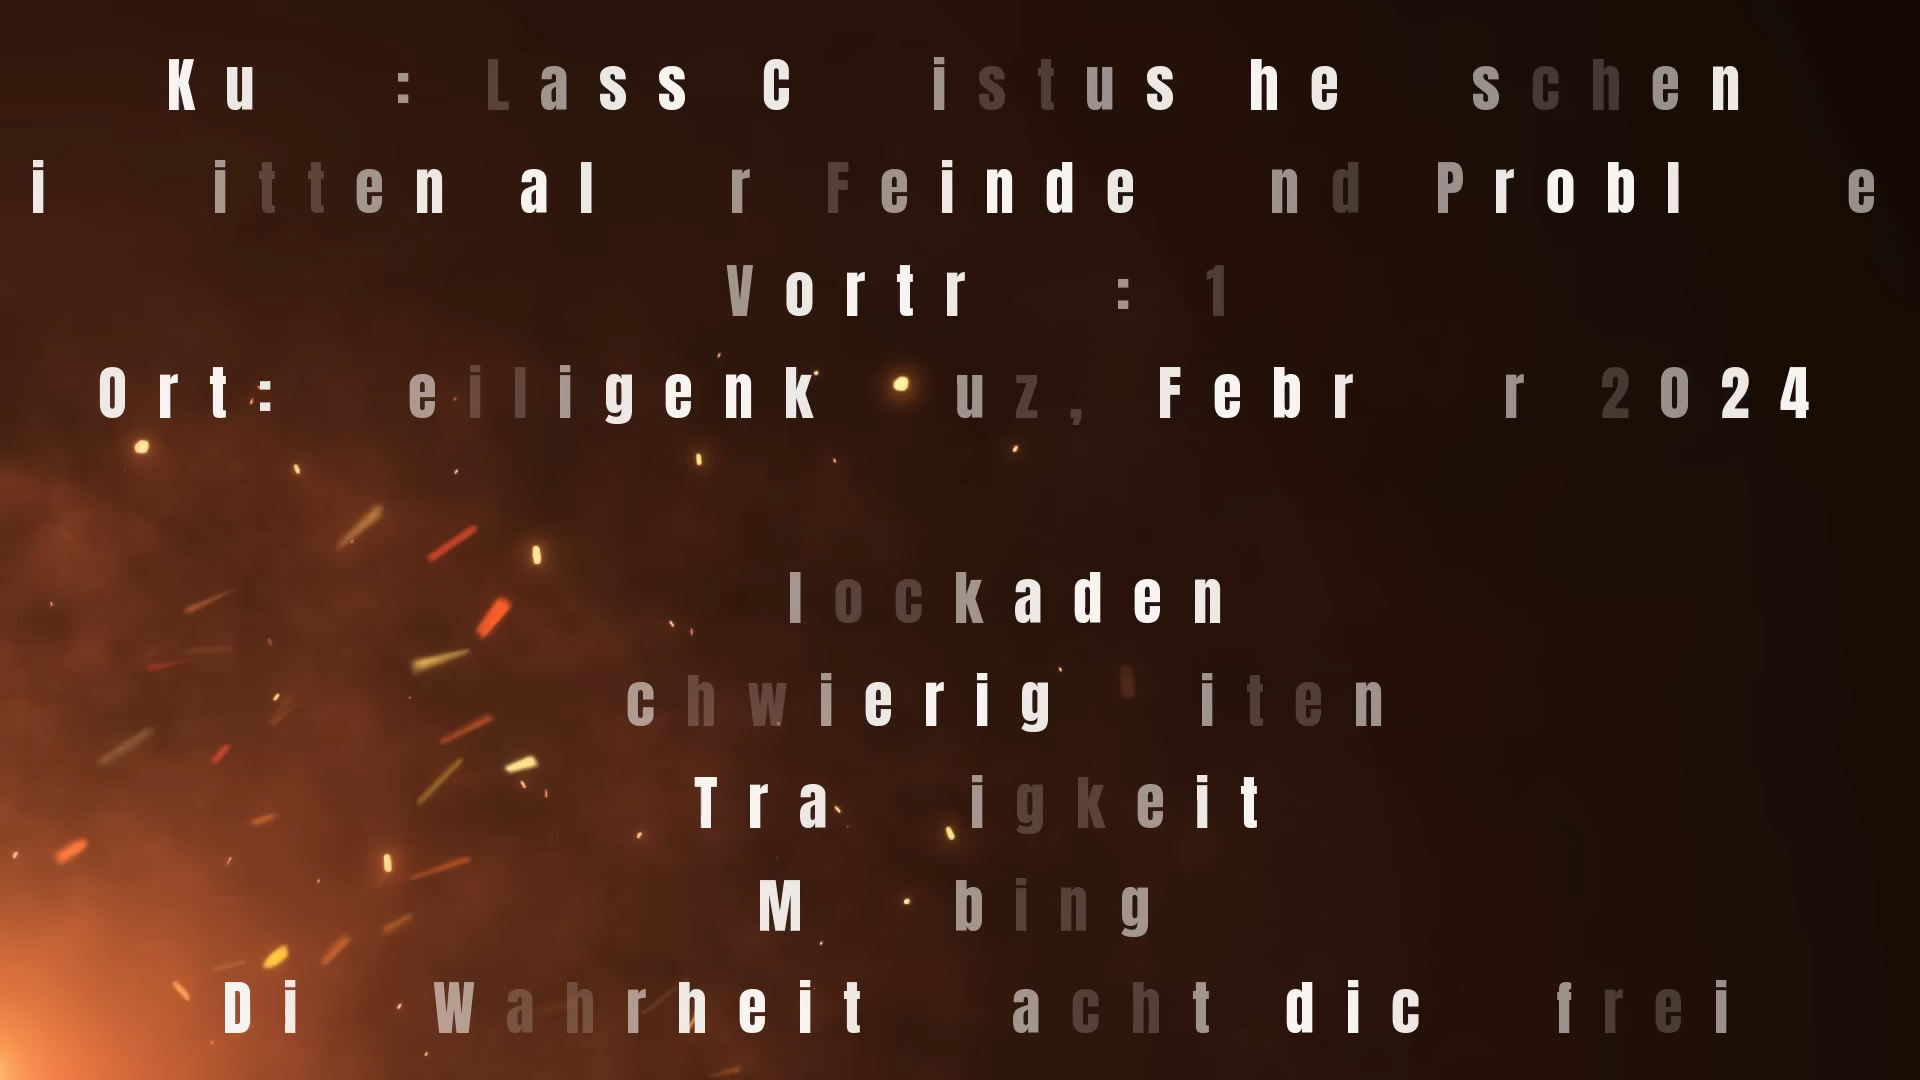 Ku : Lass C istus he schen
i itten al r Feinde nd Probl e
Vortr : 1
Ort: eiligenk uz, Febr r 2024
lockaden
chwierig iten
Tra igkeit
M bing
Di Wahrheit acht dic frei